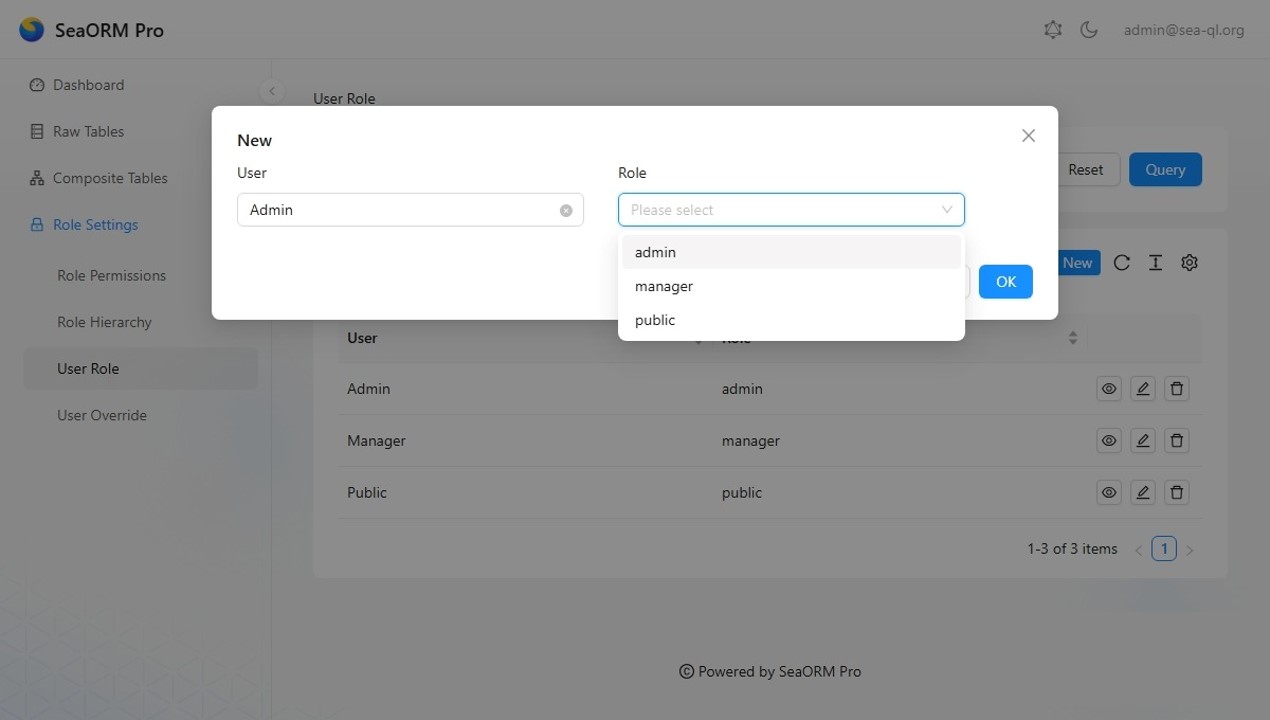 SeaORM Pro
admin@sea-ql.org
Dashboard
Raw Tables
Composite Tables
Role Settings
Role Permissions
Role Hierarchy
User Role
User Override
User Role
Reset
Query
New
New
User
Role
Admin
Please select
admin
manager
public
OK
User
Role
Admin
admin
Manager
manager
Public
public
1-3 of 3 items
1
© Powered by SeaORM Pro